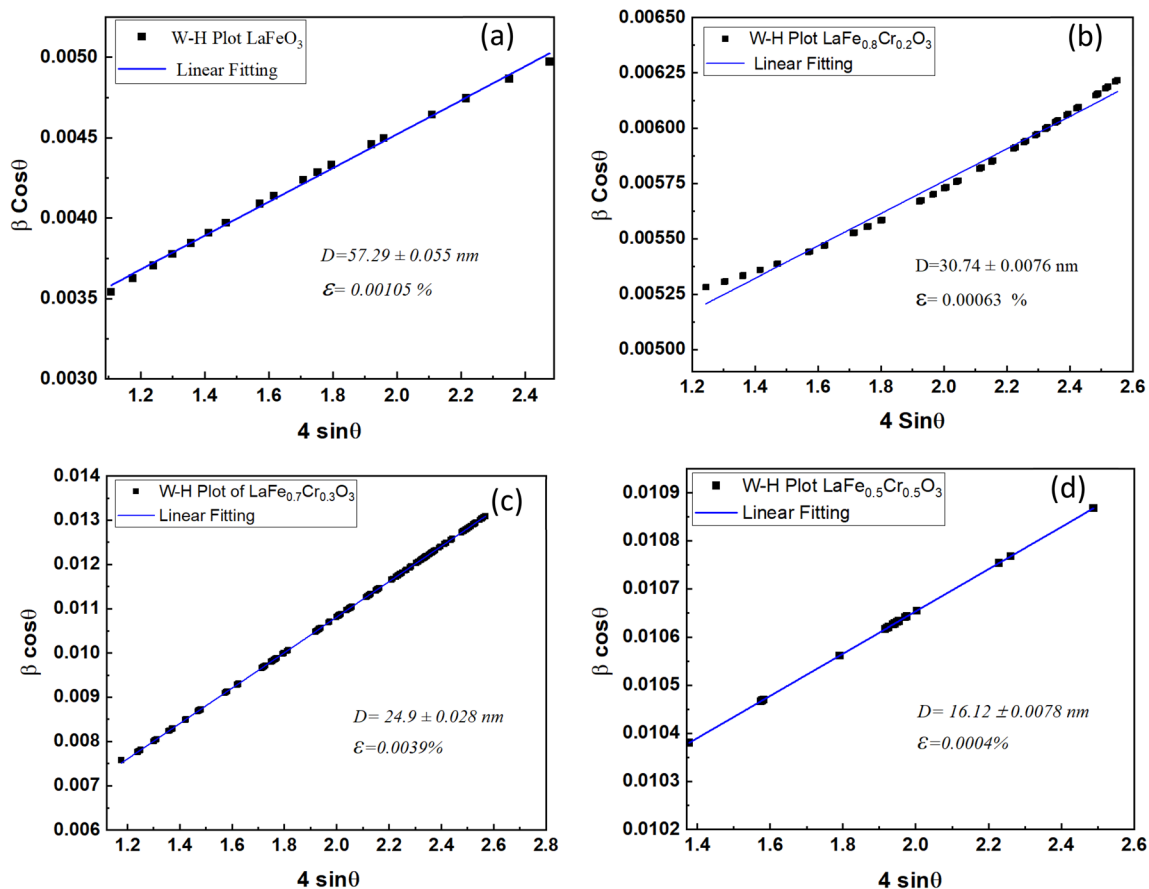 (a)
W-H Plot LaFeO₃
Linear Fitting
0.0050
0.0045
0.0040
0.0035
0.0030
β Cosθ
D=57.29 ± 0.055 nm
ε= 0.00105 %
1.2 1.4 1.6 1.8 2.0 2.2 2.4
4 sinθ
(b)
W-H Plot LaFe₀.₈Cr₀.₂O₃
Linear Fitting
0.00650
0.00625
0.00600
0.00575
0.00550
0.00525
0.00500
β Cosθ
D=30.74 ± 0.0076 nm
ε= 0.00063 %
1.2 1.4 1.6 1.8 2.0 2.2 2.4 2.6
4 Sinθ
(c)
W-H Plot of LaFe₀.₇Cr₀.₃O₃
Linear Fitting
0.014
0.013
0.012
0.011
0.010
0.009
0.008
0.007
0.006
β cosθ
D= 24.9 ± 0.028 nm
ε=0.0039%
1.2 1.4 1.6 1.8 2.0 2.2 2.4 2.6 2.8
4 sinθ
(d)
W-H Plot LaFe₀.₅Cr₀.₅O₃
Linear Fitting
0.0109
0.0108
0.0107
0.0106
0.0105
0.0104
0.0103
0.0102
β cosθ
D= 16.12 ±0.0078 nm
ε=0.0004%
1.4 1.6 1.8 2.0 2.2 2.4 2.6
4 sinθ